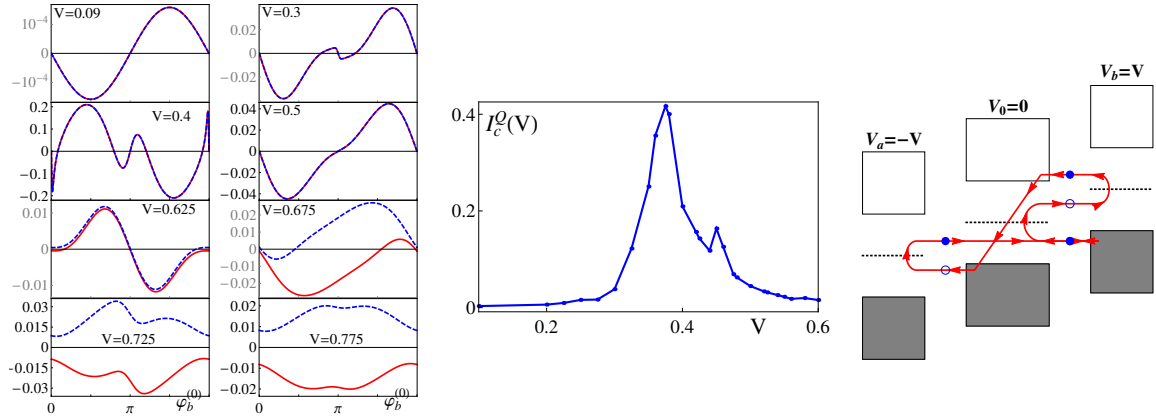 10⁻⁴
0
−10⁻⁴
V=0.09
0.02
0
−0.02
V=0.3
0.2
0.1
0
−0.1
−0.2
V=0.4
0.04
0.02
0
−0.02
−0.04
V=0.5
0.01
0
−0.01
V=0.625
0.02
0.01
0
−0.01
−0.02
V=0.675
0.03
0.015
0
−0.015
−0.03
V=0.725
0 π φ_b^(0)
0.02
0.01
0
−0.01
−0.02
V=0.775
0 π φ_b^(0)
I_c^Q(V)
0.4
0.2
0
0.2 0.4 V 0.6
V_b=V
V_0=0
V_a=−V